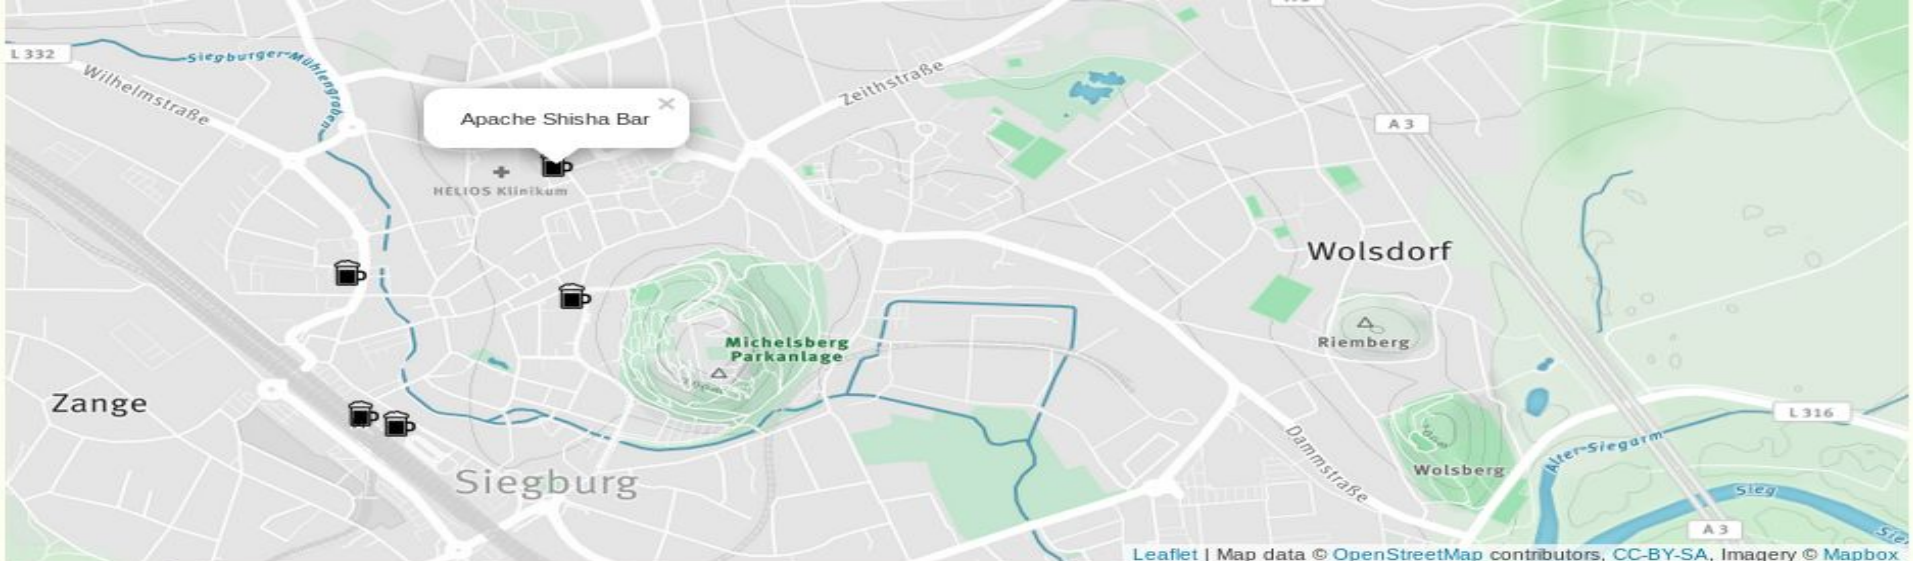 A 3
L 332
Siegburger-Mühlengraben
Wilhelmstraße
Zeithstraße
×
Apache Shisha Bar
A 3
HELIOS Klinikum
Wolsdorf
Riemberg
Michelsberg
Parkanlage
Zange
L 316
Alter-Siegarm
Dammstraße
Wolsberg
Siegburg
Sieg
A 3
Leaflet | Map data © OpenStreetMap contributors, CC-BY-SA, Imagery © Mapbox